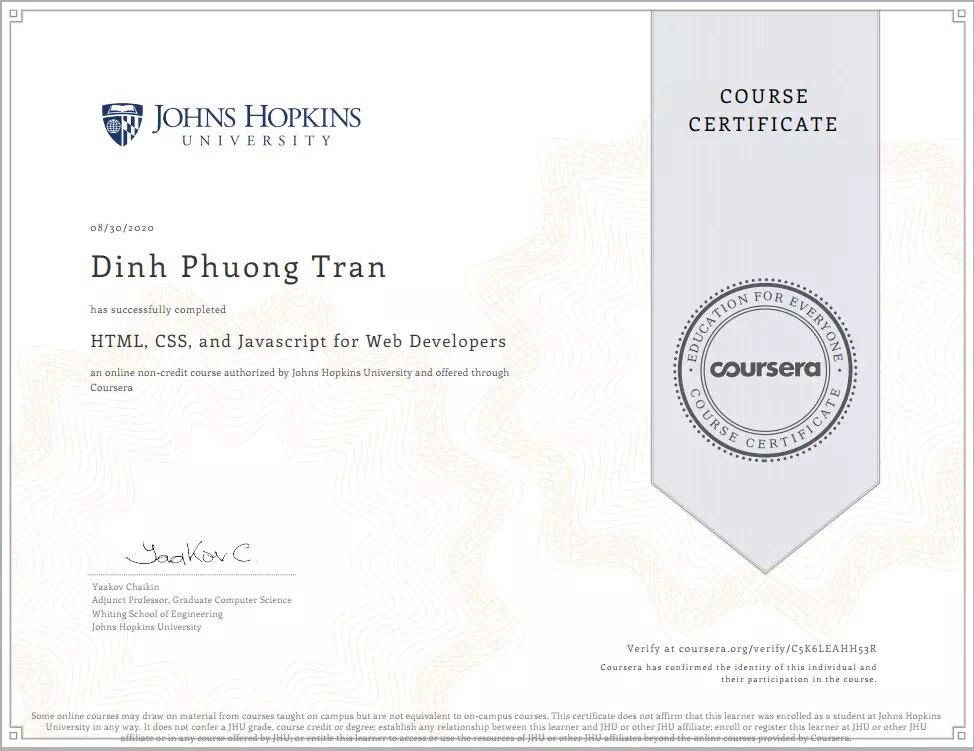 JOHNS HOPKINS
UNIVERSITY
COURSE
CERTIFICATE
08/30/2020
Dinh Phuong Tran
has successfully completed
HTML, CSS, and Javascript for Web Developers
an online non-credit course authorized by Johns Hopkins University and offered through
Coursera
EDUCATION FOR EVERYONE
coursera
COURSE CERTIFICATE
Yaakov C.
Yaakov Chaikin
Adjunct Professor, Graduate Computer Science
Whiting School of Engineering
Johns Hopkins University
Verify at coursera.org/verify/C5K6LEAHH53R
Coursera has confirmed the identity of this individual and
their participation in the course.
Some online courses may draw on material from courses taught on campus but are not equivalent to on-campus courses. This certificate does not affirm that this learner was enrolled as a student at Johns Hopkins
University in any way. It does not confer a JHU grade, course credit or degree; establish any relationship between this learner and JHU or other JHU affiliate; enroll or register this learner at JHU or other JHU
affiliate or in any course offered by JHU; or entitle this learner to access or use the resources of JHU or other JHU affiliates beyond the online courses provided by Coursera.